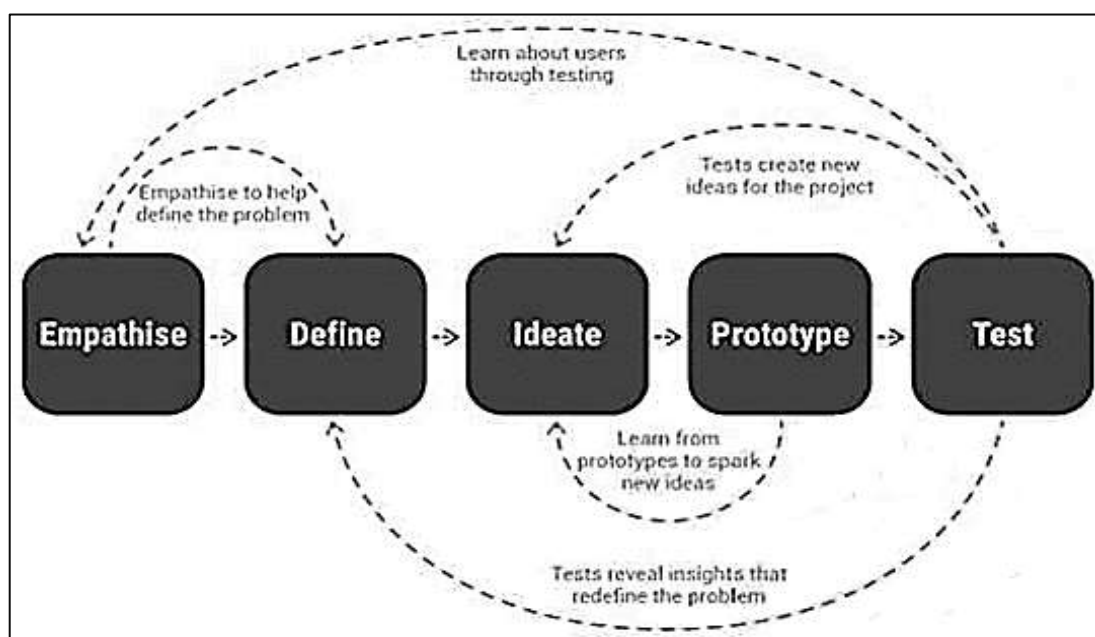 Learn about users
through testing
Tests create new
ideas for the project
Empathise to help
define the problem
Empathise
Define
Ideate
Prototype
Test
Learn from
prototypes to spark
new ideas
Tests reveal insights that
redefine the problem